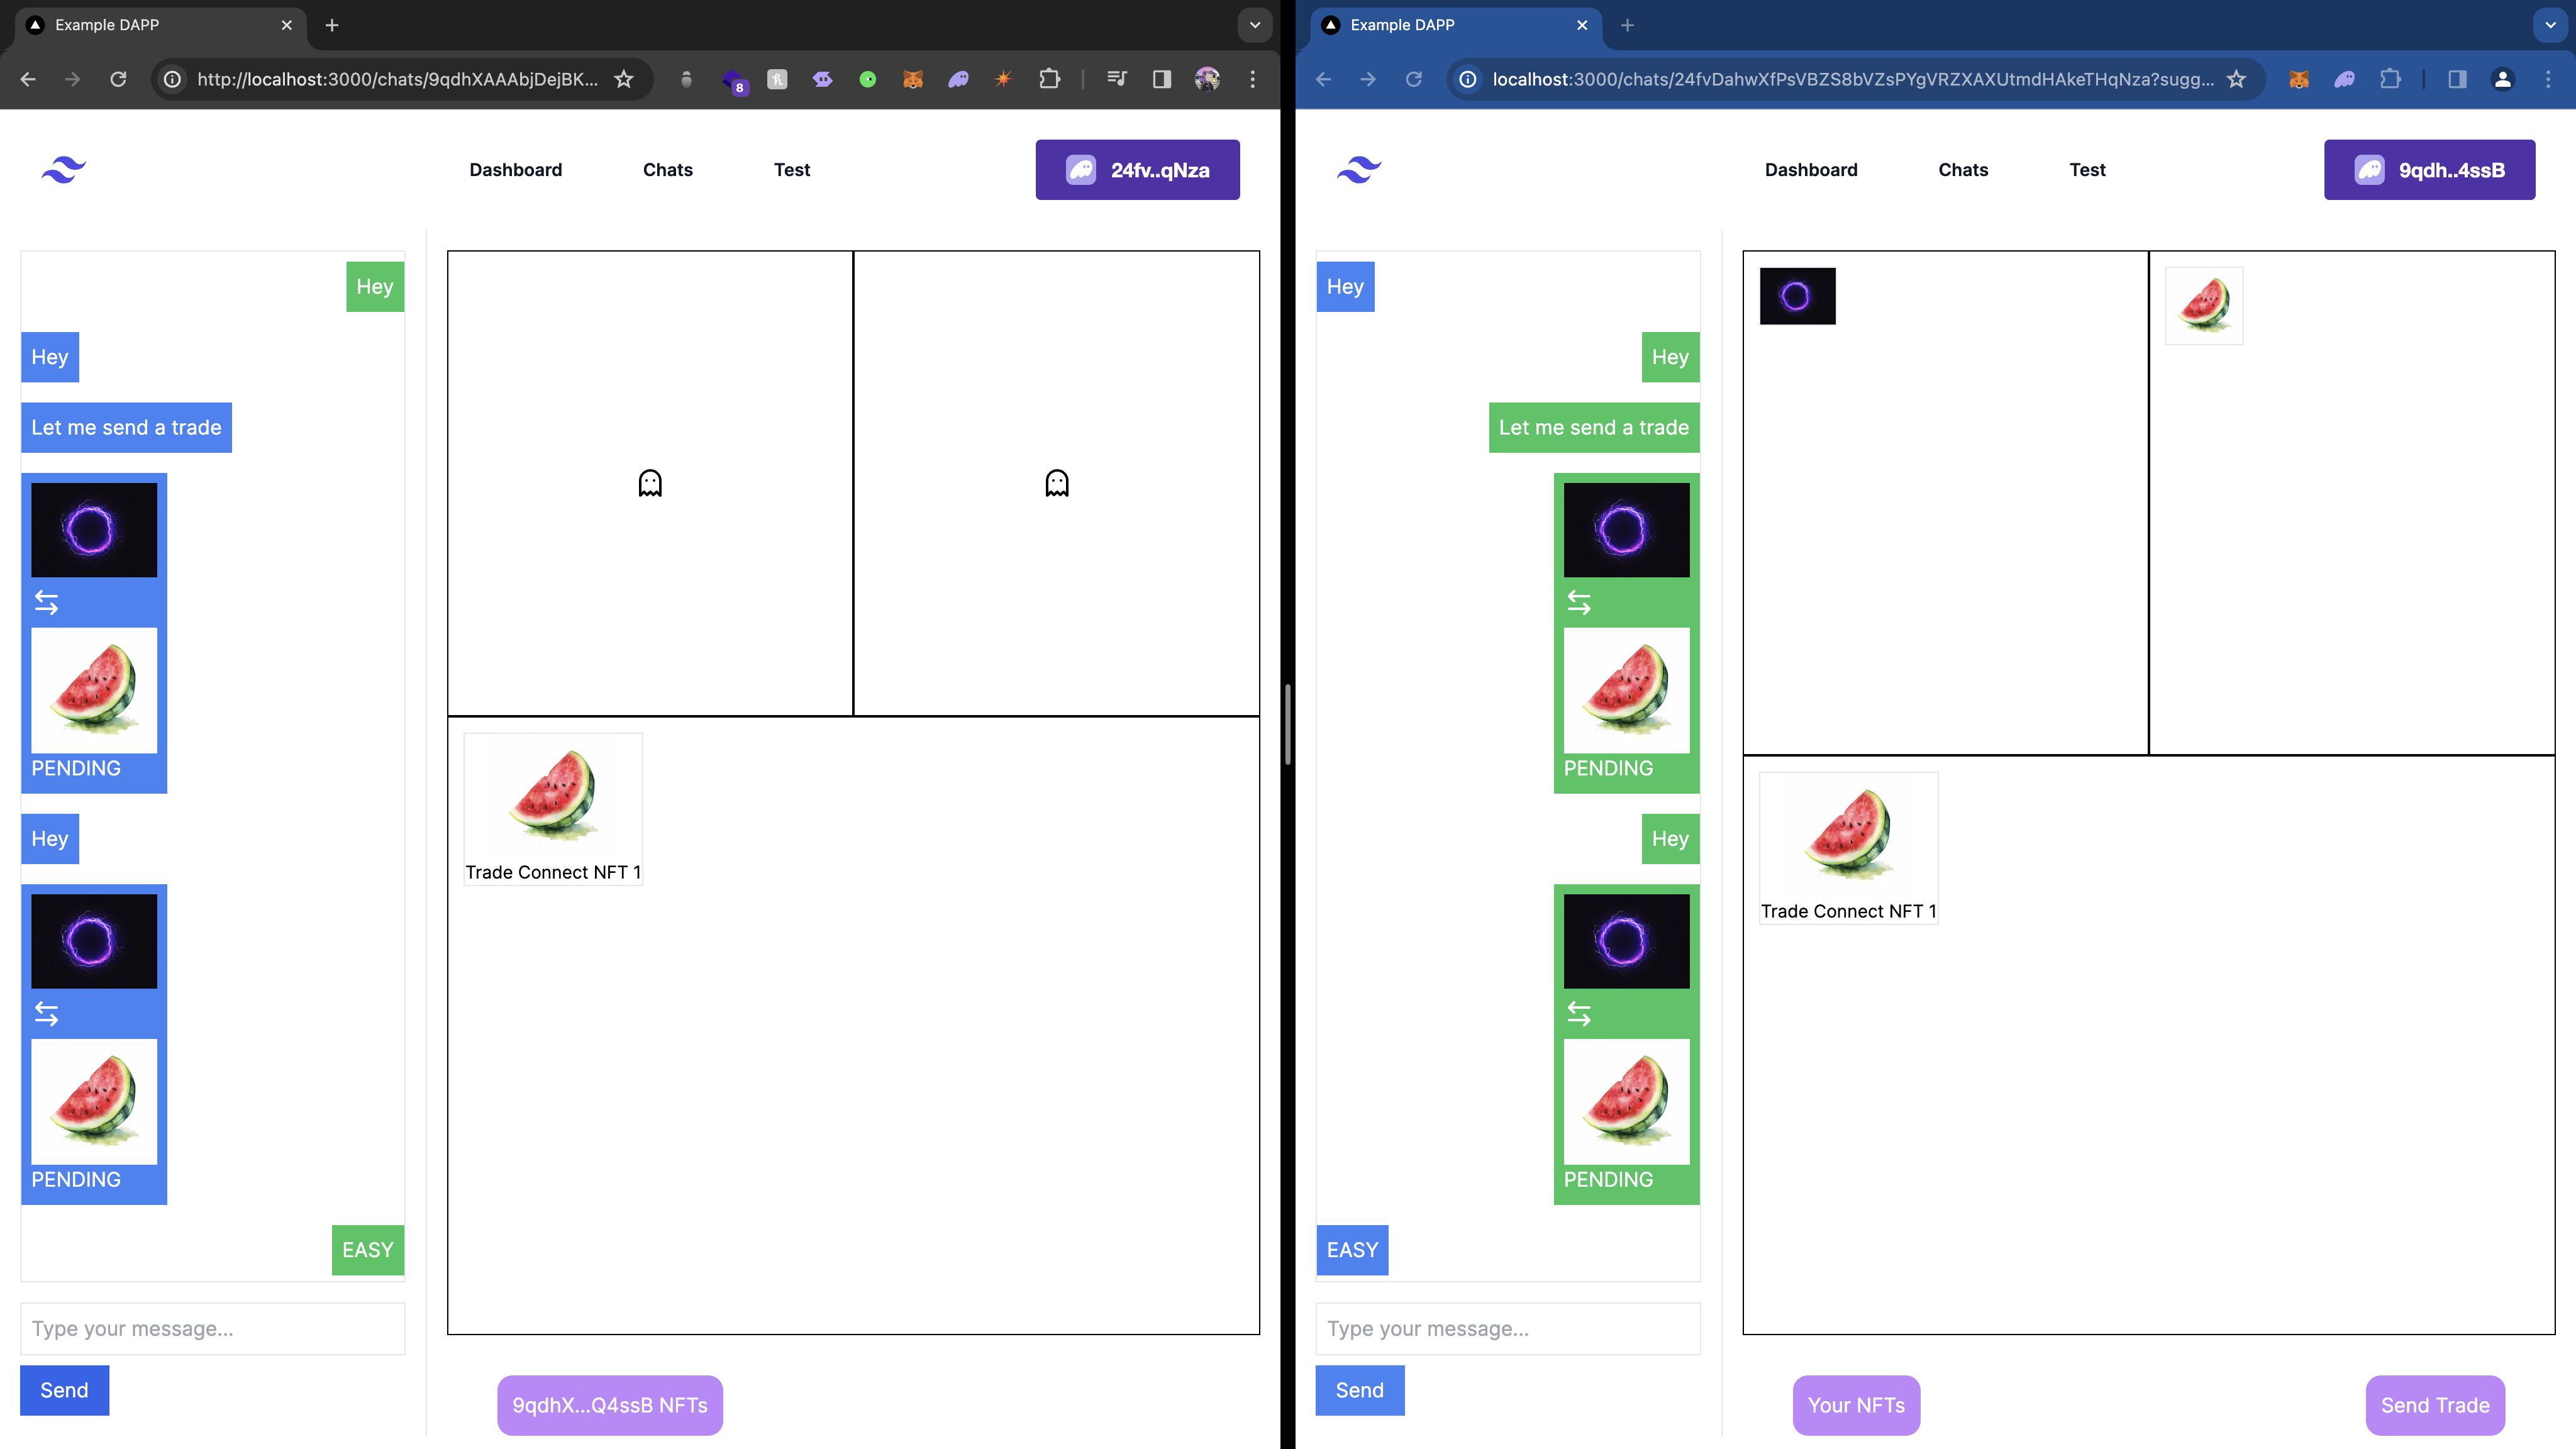 Example DAPP
http://localhost:3000/chats/9qdhXAAAbjDejBK...
8
Dashboard
Chats
Test
24fv..qNza
Hey
Hey
Let me send a trade
PENDING
Hey
PENDING
EASY
Type your message...
Send
Trade Connect NFT 1
9qdhX...Q4ssB NFTs
Example DAPP
localhost:3000/chats/24fvDahwXfPsVBZS8bVZsPYgVRZXAXUtmdHAkeTHqNza?sugg...
Dashboard
Chats
Test
9qdh..4ssB
Hey
Hey
Let me send a trade
PENDING
Hey
PENDING
EASY
Type your message...
Send
Trade Connect NFT 1
Your NFTs
Send Trade